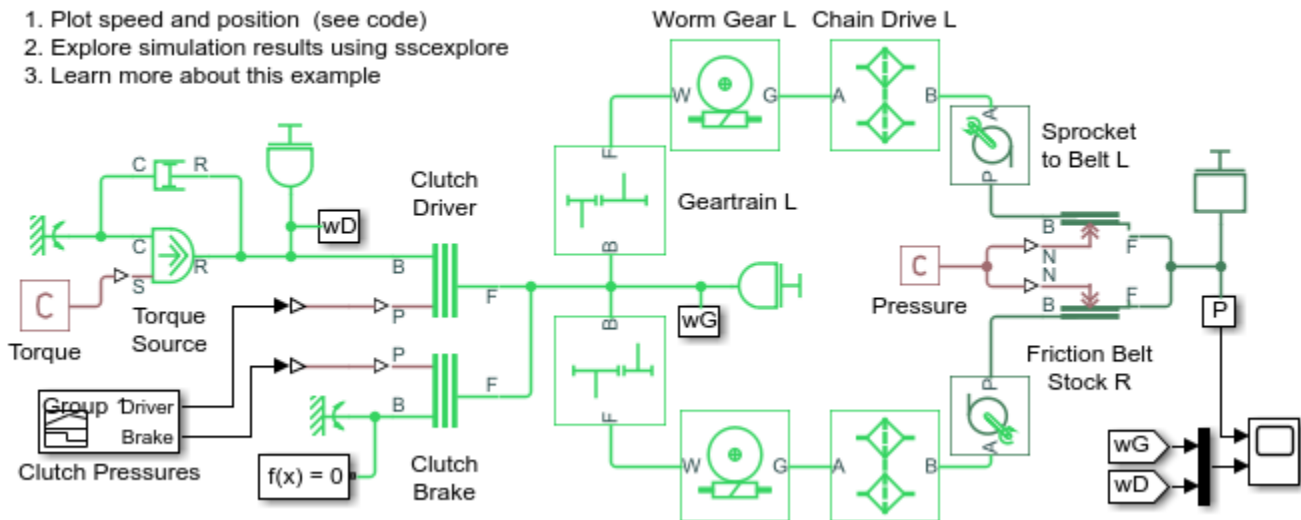 1. Plot speed and position (see code)
2. Explore simulation results using sscexplore
3. Learn more about this example
Worm Gear L
Chain Drive L
W
G
A
B
A
Sprocket
to Belt L
P
F
Geartrain L
B
C
R
wD
Clutch
Driver
C
R
S
B
F
P
C
Torque
Torque
Source
wG
C
Pressure
B
N
F
N
B
F
P
Friction Belt
Stock R
P
B
F
P
B
F
Group 1
Driver
Brake
Clutch Pressures
f(x) = 0
Clutch
Brake
W
G
A
B
A
wG
wD